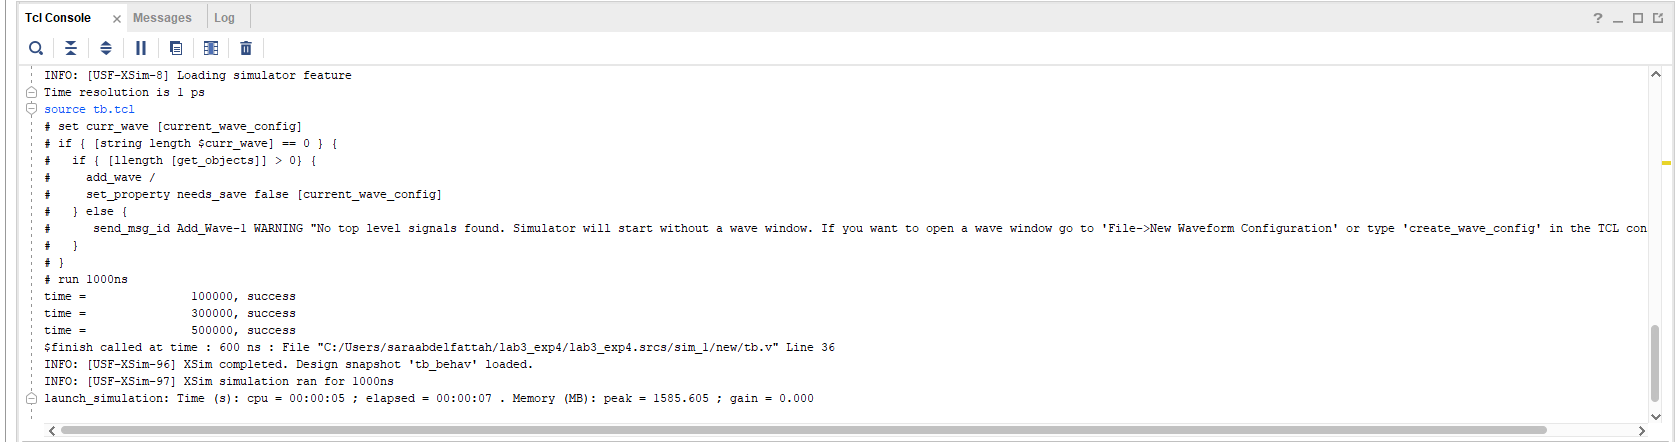 Tcl Console × Messages Log ?
INFO: [USF-XSim-8] Loading simulator feature
Time resolution is 1 ps
source tb.tcl
# set curr_wave [current_wave_config]
# if { [string length $curr_wave] == 0 } {
#   if { [llength [get_objects]] > 0} {
#     add_wave /
#     set_property needs_save false [current_wave_config]
#   } else {
#      send_msg_id Add_Wave-1 WARNING "No top level signals found. Simulator will start without a wave window. If you want to open a wave window go to 'File->New Waveform Configuration' or type 'create_wave_config' in the TCL con
#   }
# }
# run 1000ns
time =               100000, success
time =               300000, success
time =               500000, success
$finish called at time : 600 ns : File "C:/Users/saraabdelfattah/lab3_exp4/lab3_exp4.srcs/sim_1/new/tb.v" Line 36
INFO: [USF-XSim-96] XSim completed. Design snapshot 'tb_behav' loaded.
INFO: [USF-XSim-97] XSim simulation ran for 1000ns
launch_simulation: Time (s): cpu = 00:00:05 ; elapsed = 00:00:07 . Memory (MB): peak = 1585.605 ; gain = 0.000